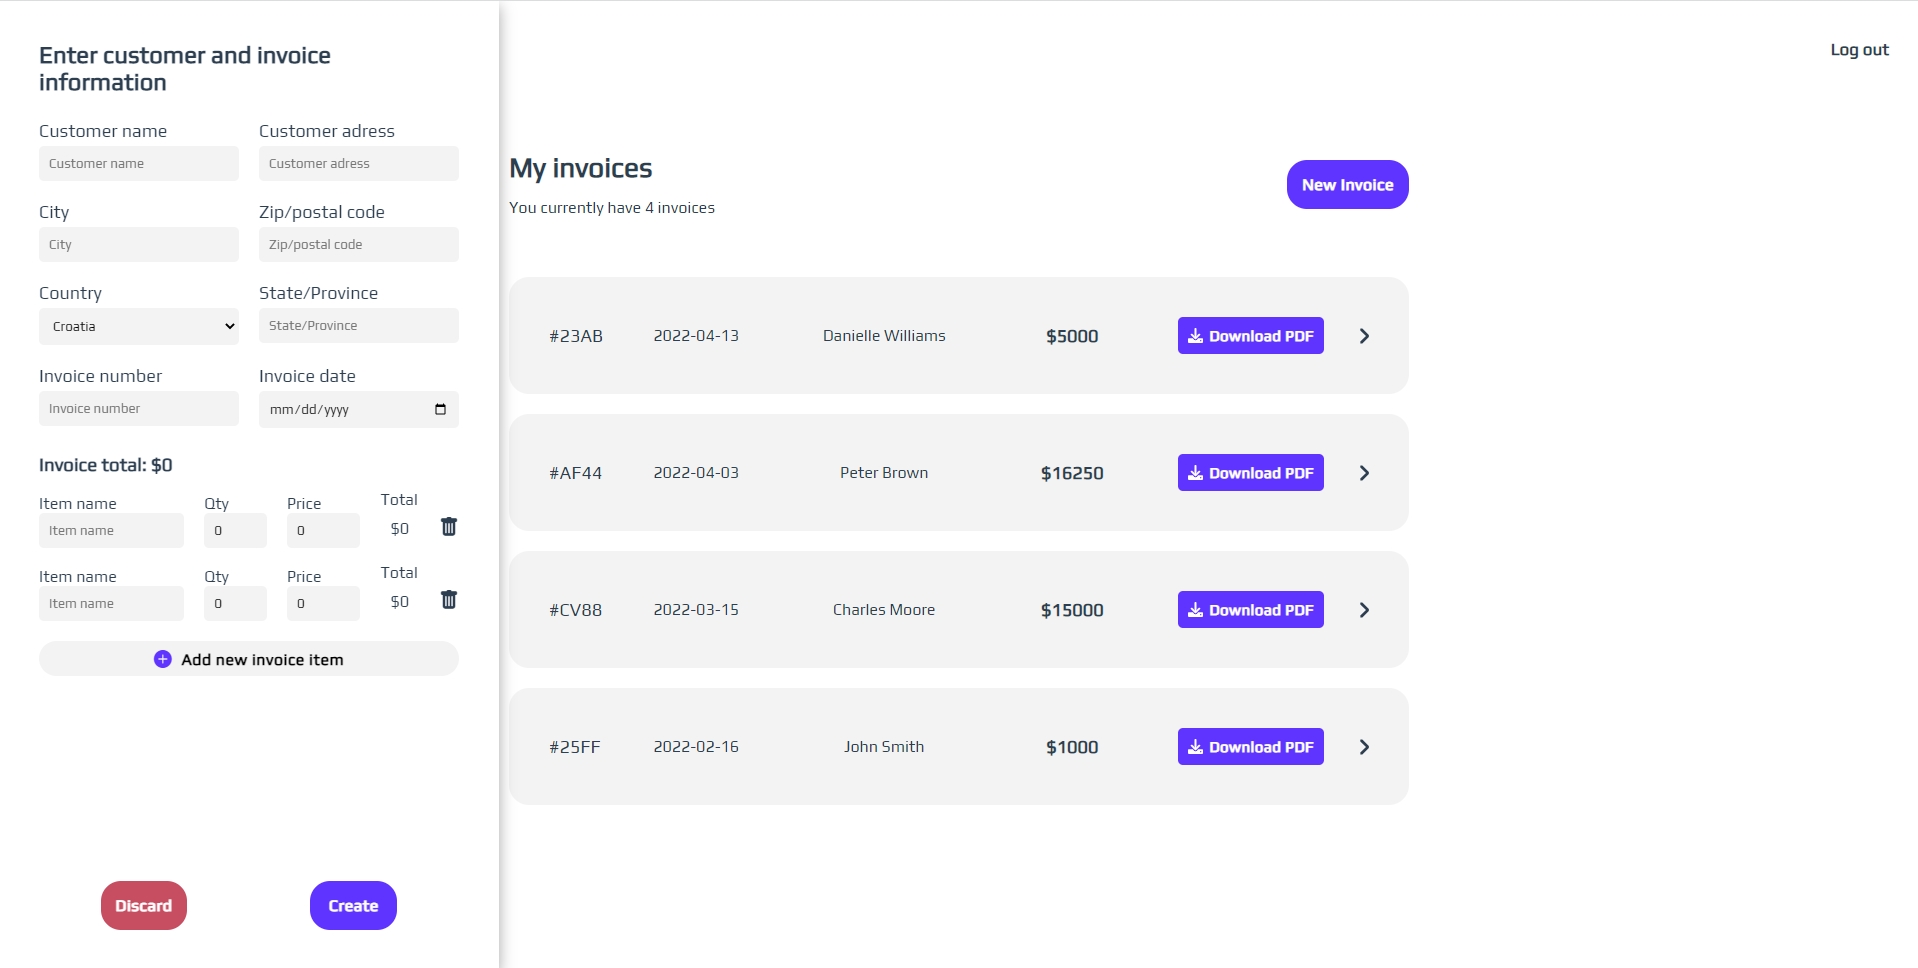 Enter customer and invoice
information
Customer name
Customer adress
Customer name
Customer adress
City
Zip/postal code
City
Zip/postal code
Country
State/Province
Croatia
State/Province
Invoice number
Invoice date
Invoice number
mm/dd/yyyy
Invoice total: $0
Item name Qty Price Total
Item name 0 0 $0
Item name Qty Price Total
Item name 0 0 $0
Add new invoice item
Discard
Create
Log out
My invoices
New Invoice
You currently have 4 invoices
#23AB 2022-04-13 Danielle Williams $5000 Download PDF
#AF44 2022-04-03 Peter Brown $16250 Download PDF
#CV88 2022-03-15 Charles Moore $15000 Download PDF
#25FF 2022-02-16 John Smith $1000 Download PDF